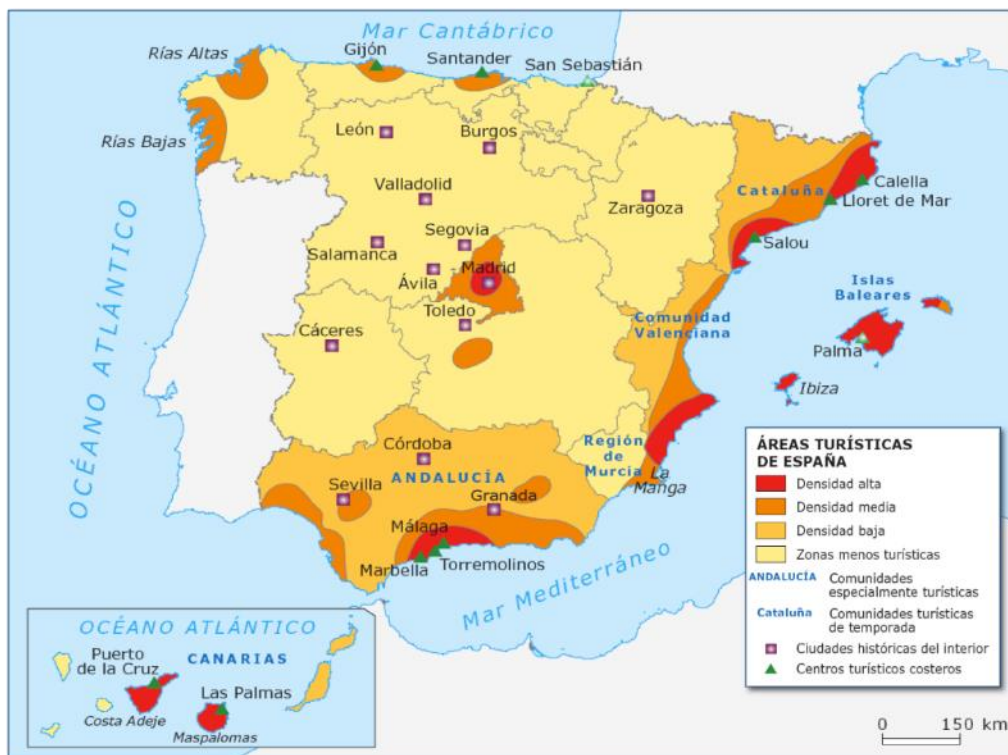 Mar Cantábrico
Rías Altas
Gijón
Santander
San Sebastián
Rías Bajas
León
Burgos
Cataluña
Calella
Lloret de Mar
Valladolid
Zaragoza
Segovia
Salamanca
Salou
Ávila
Madrid
Islas
Baleares
Toledo
Comunidad
Valenciana
Cáceres
Palma
Ibiza
OCÉANO ATLÁNTICO
Córdoba
Región
de
Murcia
ANDALUCÍA
Sevilla
Granada
La
Manga
Málaga
Marbella
Torremolinos
Mar Mediterráneo
ÁREAS TURÍSTICAS
DE ESPAÑA
Densidad alta
Densidad media
Densidad baja
Zonas menos turísticas
ANDALUCÍA Comunidades
especialmente turísticas
Cataluña Comunidades turísticas
de temporada
Ciudades históricas del interior
Centros turísticos costeros
OCÉANO ATLÁNTICO
Puerto
de la Cruz
CANARIAS
Las Palmas
Costa Adeje
Maspalomas
0 150 km